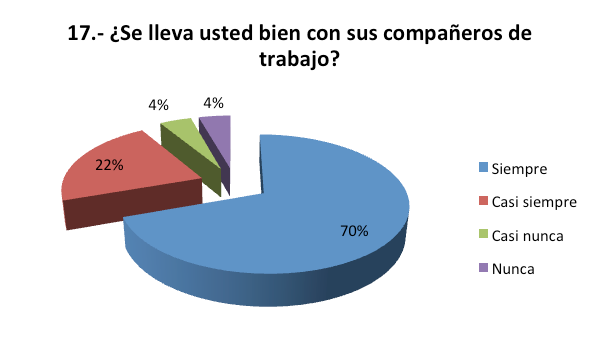 17.- ¿Se lleva usted bien con sus compañeros de
trabajo?
4%
4%
22%
70%
Siempre
Casi siempre
Casi nunca
Nunca